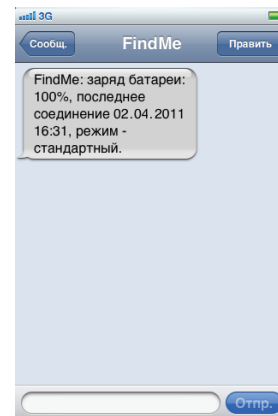 3G
Сообщ.
FindMe
Править
FindMe: заряд батареи:
100%, последнее
соединение 02.04.2011
16:31, режим -
стандартный.
Отпр.